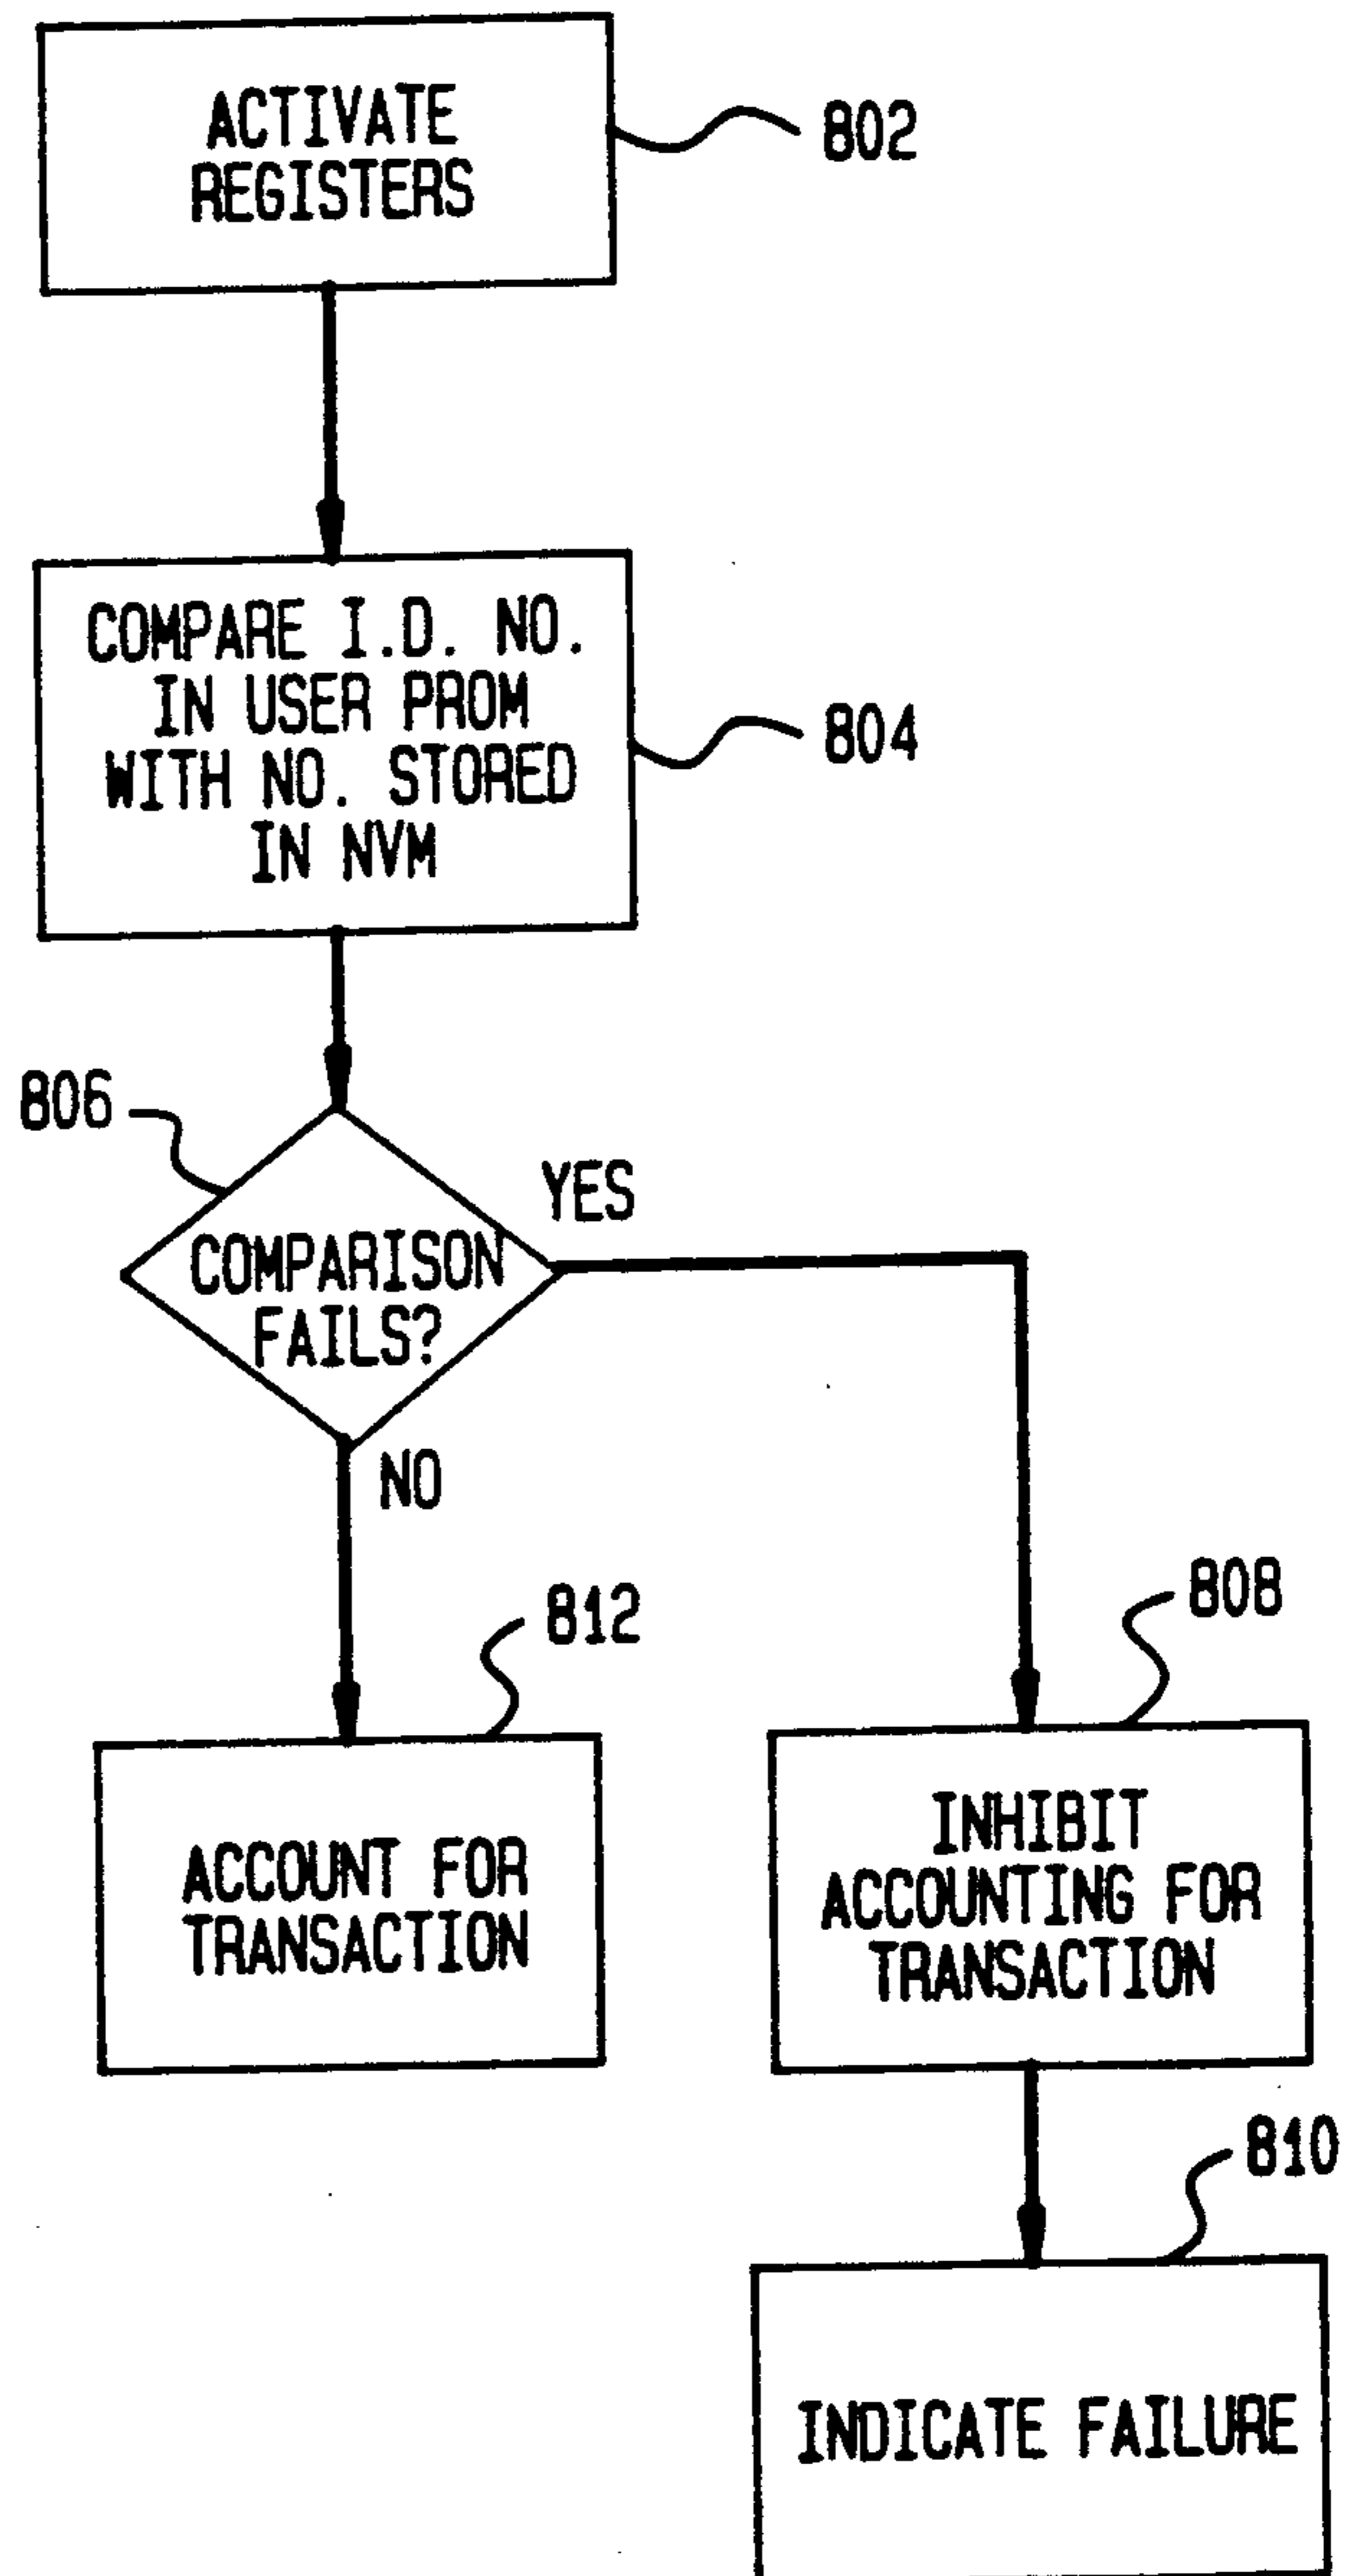 ACTIVATE
REGISTERS
802
COMPARE I.D. NO.
IN USER PROM
WITH NO. STORED
IN NVM
804
806
YES
COMPARISON
FAILS?
NO
812
808
ACCOUNT FOR
TRANSACTION
INHIBIT
ACCOUNTING FOR
TRANSACTION
810
INDICATE FAILURE